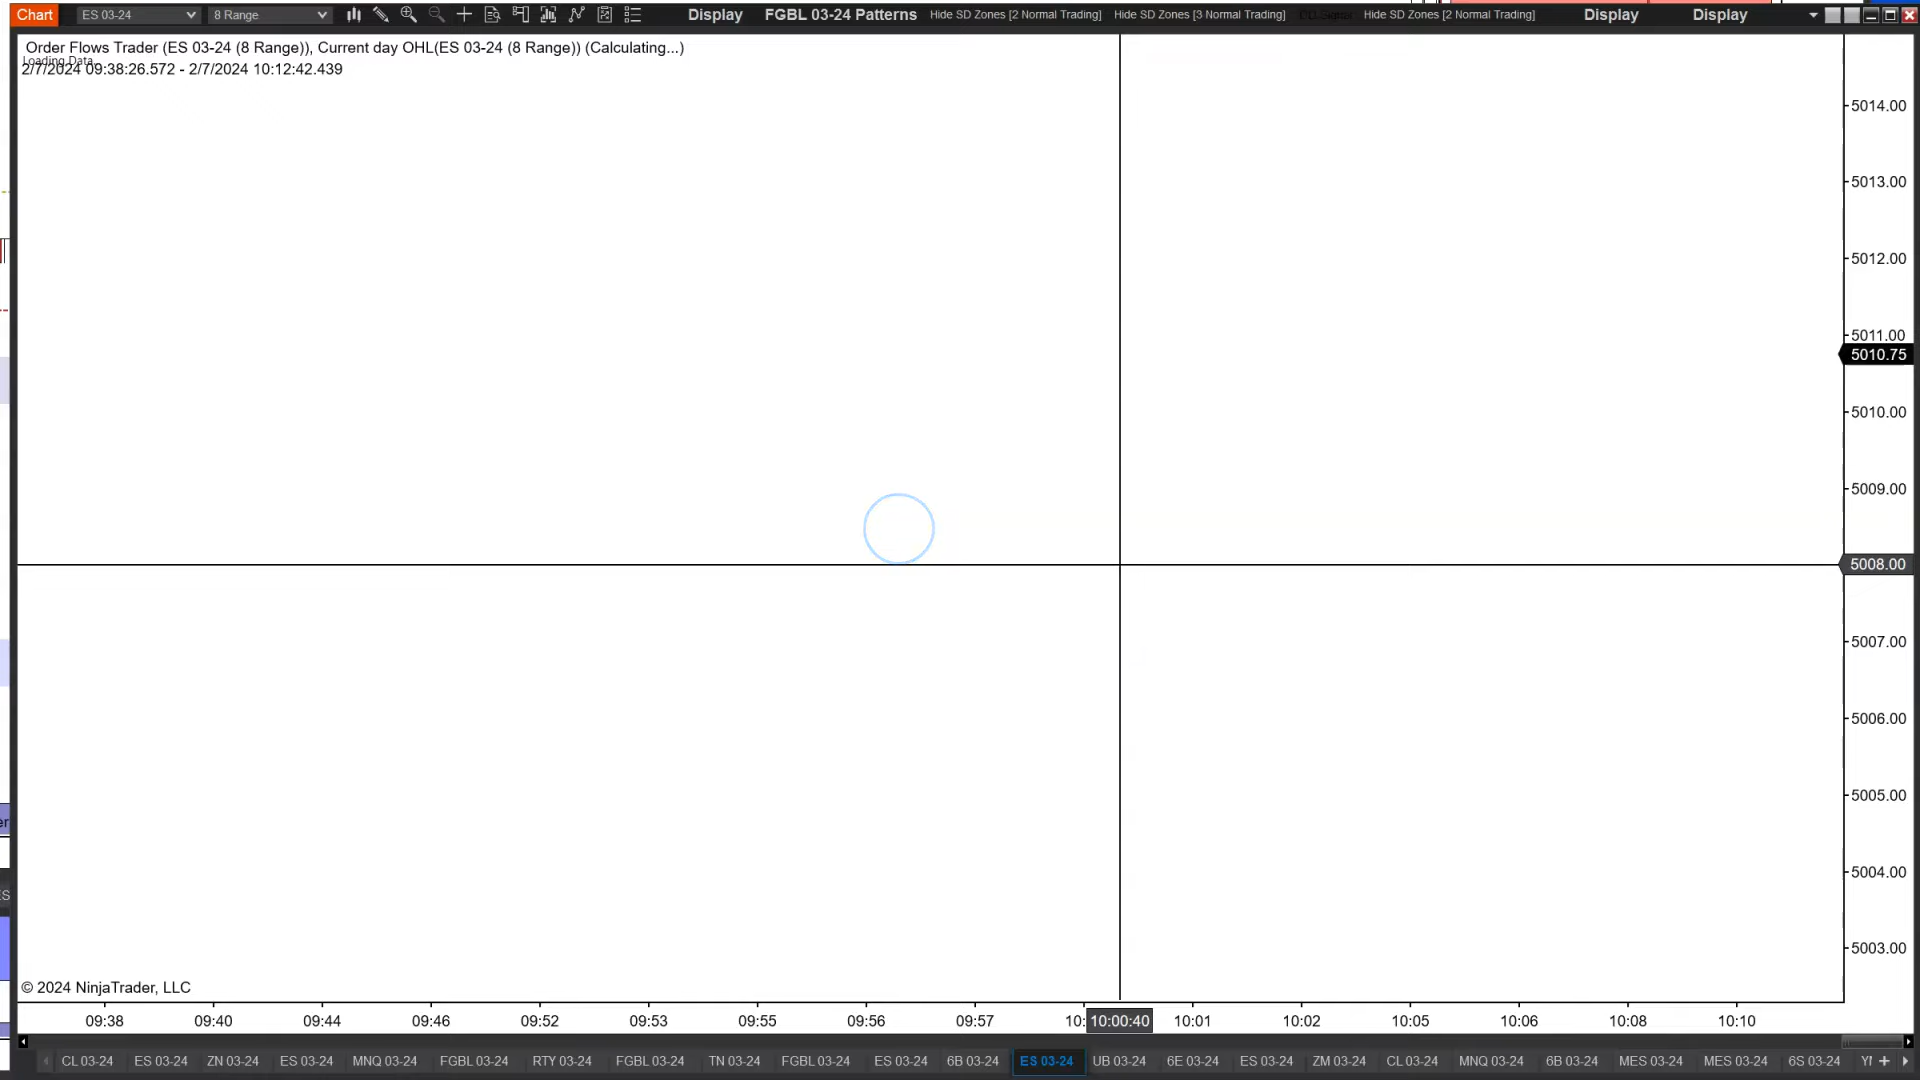 Chart ES 03-24 8 Range Display FGBL 03-24 Patterns Hide SD Zones [2 Normal Trading] Hide SD Zones [3 Normal Trading] Hide SD Zones [2 Normal Trading] Display Display
Order Flows Trader (ES 03-24 (8 Range)), Current day OHL(ES 03-24 (8 Range)) (Calculating...)
Loading Data...
2/7/2024 09:38:26.572 - 2/7/2024 10:12:42.439
5014.00
5013.00
5012.00
5011.00
5010.75
5010.00
5009.00
5008.00
5007.00
5006.00
5005.00
er
5004.00
ES
5003.00
© 2024 NinjaTrader, LLC
09:38 09:40 09:44 09:46 09:52 09:53 09:55 09:56 09:57 10: 10:00:40 10:01 10:02 10:05 10:06 10:08 10:10
CL 03-24 ES 03-24 ZN 03-24 ES 03-24 MNQ 03-24 FGBL 03-24 RTY 03-24 FGBL 03-24 TN 03-24 FGBL 03-24 ES 03-24 6B 03-24 ES 03-24 UB 03-24 6E 03-24 ES 03-24 ZM 03-24 CL 03-24 MNQ 03-24 6B 03-24 MES 03-24 MES 03-24 6S 03-24